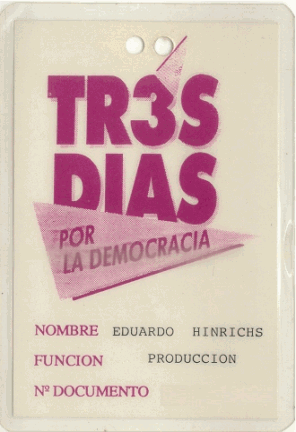 TR3S
DIAS
POR
LA DEMOCRACIA
NOMBRE EDUARDO HINRICHS
FUNCION PRODUCCION
Nº DOCUMENTO